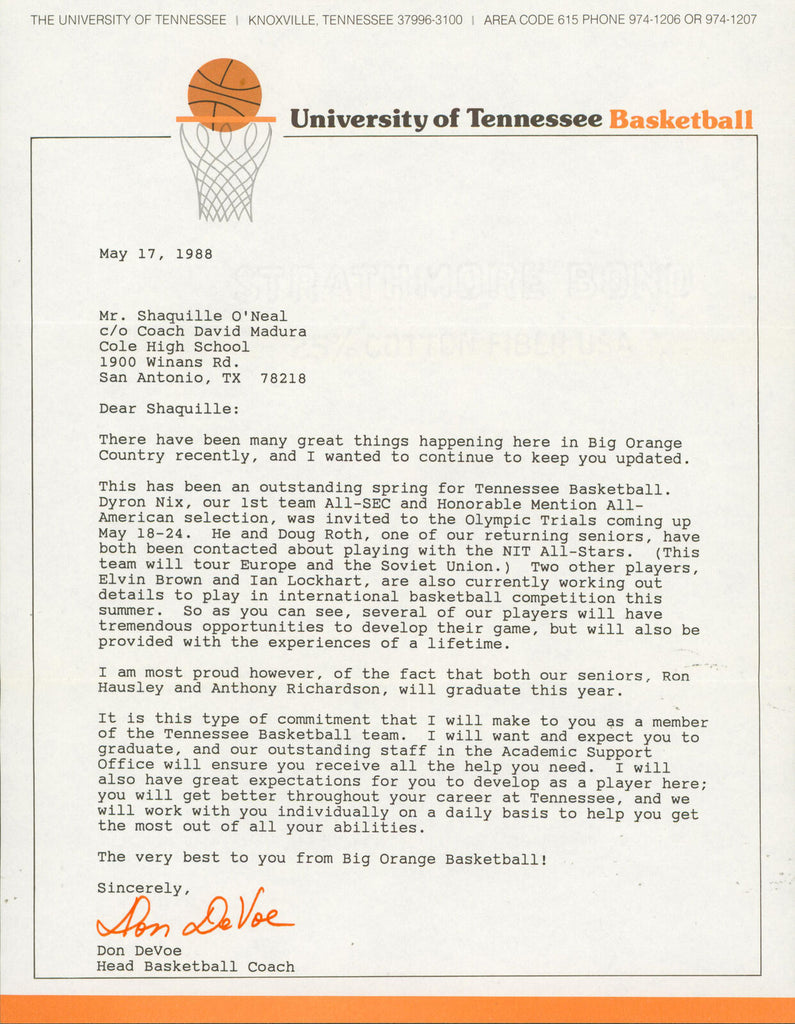 THE UNIVERSITY OF TENNESSEE | KNOXVILLE, TENNESSEE 37996-3100 | AREA CODE 615 PHONE 974-1206 OR 974-1207
University of Tennessee Basketball
May 17, 1988
STRATHMORE BOND
Mr. Shaquille O'Neal
c/o Coach David Madura
Cole High School
1900 Winans Rd.
San Antonio, TX 78218
Dear Shaquille:
There have been many great things happening here in Big Orange
Country recently, and I wanted to continue to keep you updated.
This has been an outstanding spring for Tennessee Basketball.
Dyron Nix, our 1st team All-SEC and Honorable Mention All-
American selection, was invited to the Olympic Trials coming up
May 18-24. He and Doug Roth, one of our returning seniors, have
both been contacted about playing with the NIT All-Stars. (This
team will tour Europe and the Soviet Union.) Two other players,
Elvin Brown and Ian Lockhart, are also currently working out
details to play in international basketball competition this
summer. So as you can see, several of our players will have
tremendous opportunities to develop their game, but will also be
provided with the experiences of a lifetime.
I am most proud however, of the fact that both our seniors, Ron
Hausley and Anthony Richardson, will graduate this year.
It is this type of commitment that I will make to you as a member
of the Tennessee Basketball team. I will want and expect you to
graduate, and our outstanding staff in the Academic Support
Office will ensure you receive all the help you need. I will
also have great expectations for you to develop as a player here;
you will get better throughout your career at Tennessee, and we
will work with you individually on a daily basis to help you get
the most out of all your abilities.
The very best to you from Big Orange Basketball!
Sincerely,
Don DeVoe
Don DeVoe
Head Basketball Coach